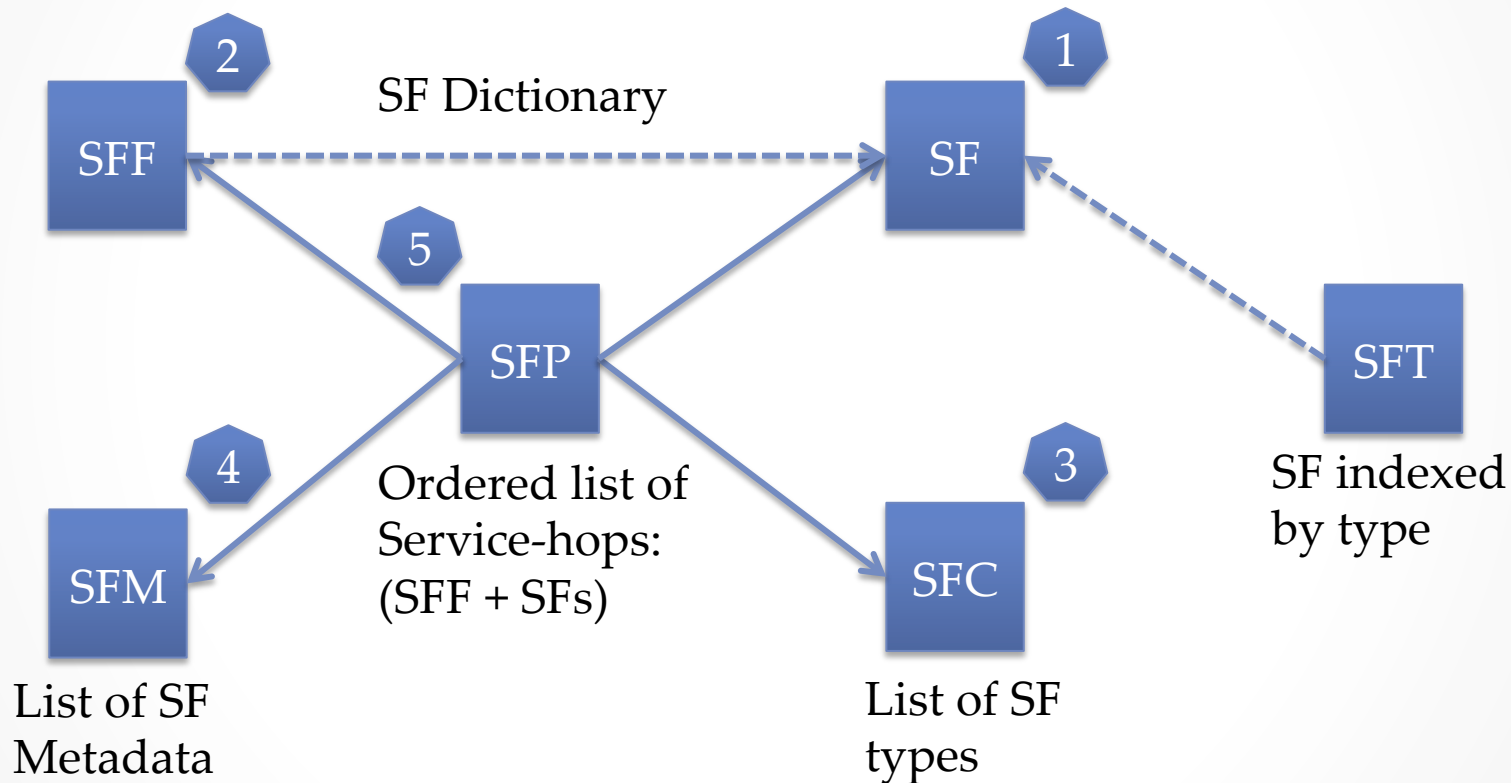 2
1
SF Dictionary
SFF
SF
5
SFP
SFT
4
3
Ordered list of
Service-hops:
(SFF + SFs)
SF indexed
by type
SFM
SFC
List of SF
Metadata
List of SF
types